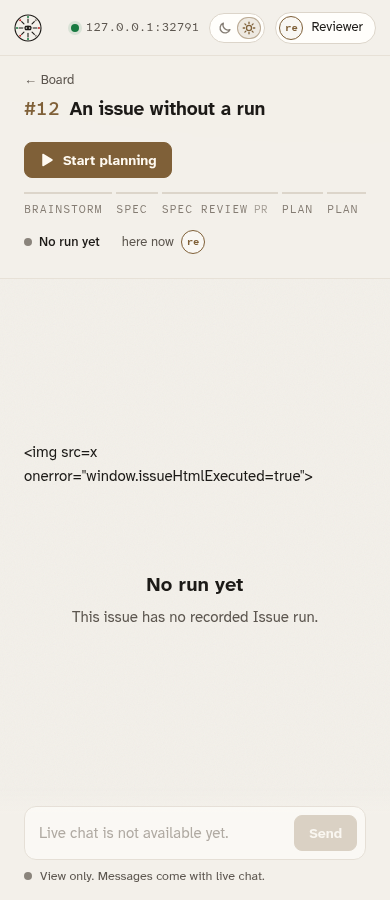 127.0.0.1:32791
re Reviewer
← Board
#12 An issue without a run
Start planning
BRAINSTORM SPEC SPEC REVIEW PR PLAN PLAN
No run yet here now re
<img src=x
onerror="window.issueHtmlExecuted=true">
No run yet
This issue has no recorded Issue run.
Live chat is not available yet. Send
View only. Messages come with live chat.